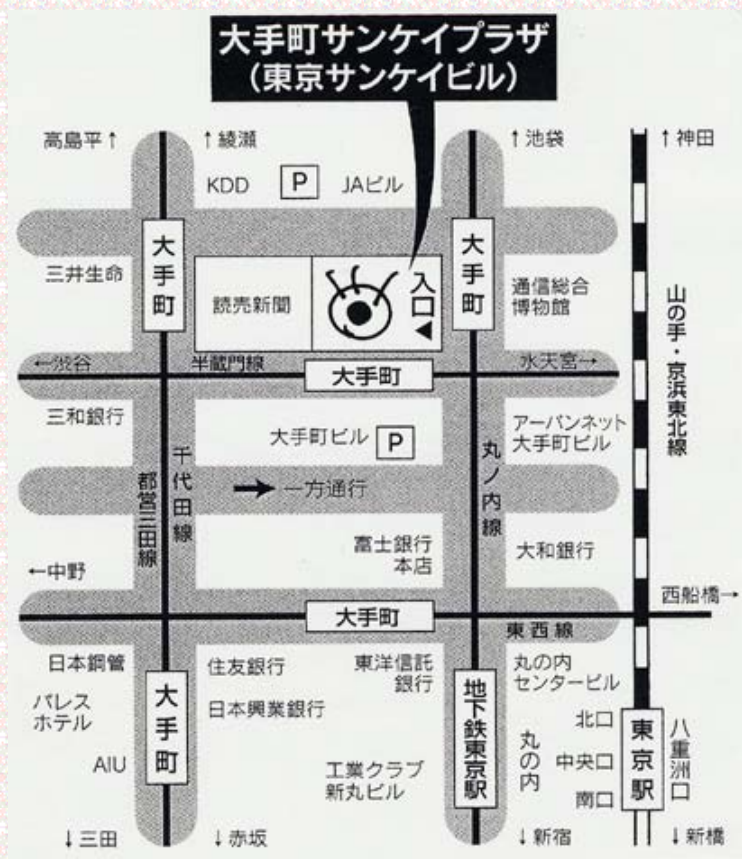 大手町サンケイプラザ
(東京サンケイビル)
高島平↑
↑綾瀬
↑池袋
↑神田
KDD
P
JAビル
大手町
大手町
三井生命
読売新聞
入口◀
通信総合
博物館
山の手・京浜東北線
←渋谷
半蔵門線
大手町
水天宮→
三和銀行
大手町ビル
P
アーバンネット
大手町ビル
都営三田線
千代田線
丸ノ内線
➡一方通行
富士銀行
本店
大和銀行
←中野
西船橋→
大手町
東西線
日本鋼管
住友銀行
東洋信託
銀行
丸の内
センタービル
大手町
地下鉄東京駅
パレス
ホテル
日本興業銀行
丸の内
北口
中央口
南口
東京駅
八重洲口
AIU
工業クラブ
新丸ビル
↓三田
↓赤坂
↓新宿
↓新橋